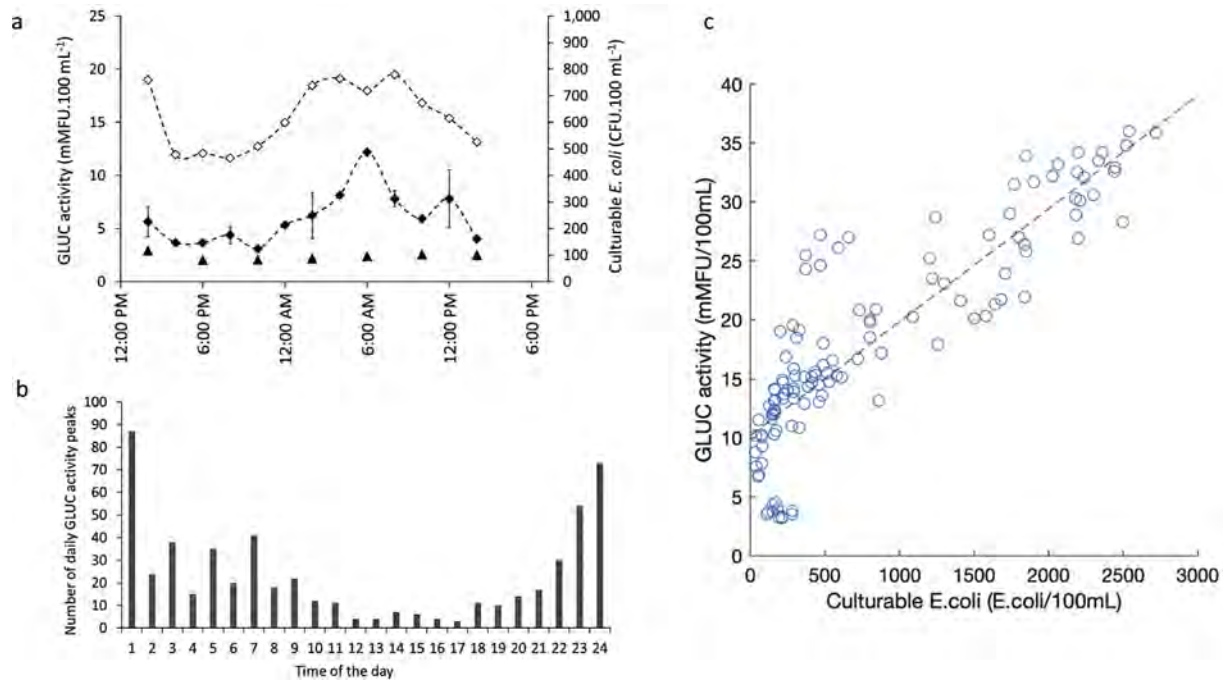 a
25
20
15
10
5
0
GLUC activity (mMFU.100 mL⁻¹)
1,000
900
800
700
600
500
400
300
200
100
0
Culturable E. coli (CFU.100 mL⁻¹)
12:00 PM
6:00 PM
12:00 AM
6:00 AM
12:00 PM
6:00 PM
b
100
90
80
70
60
50
40
30
20
10
0
Number of daily GLUC activity peaks
1 2 3 4 5 6 7 8 9 10 11 12 13 14 15 16 17 18 19 20 21 22 23 24
Time of the day
c
40
35
30
25
20
15
10
5
0
GLUC activity (mMFU/100mL)
0 500 1000 1500 2000 2500 3000
Culturable E.coli (E.coli/100mL)